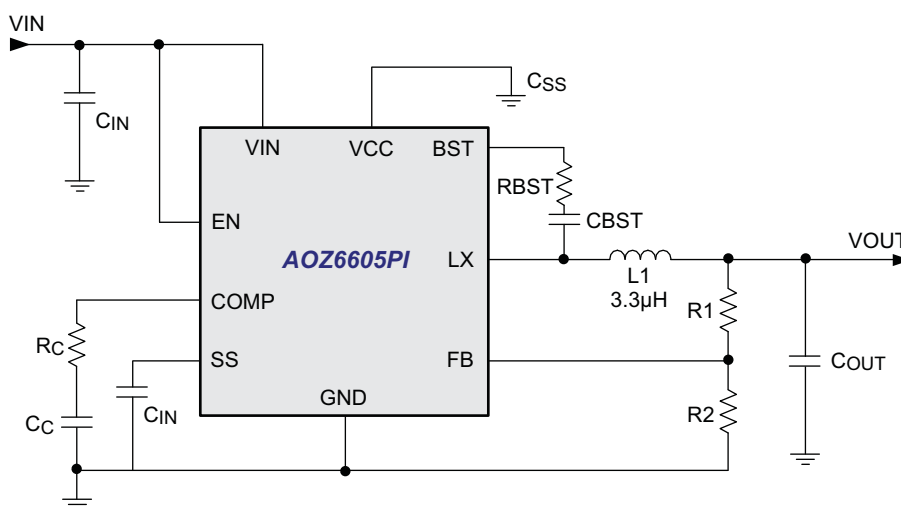 VIN
CSS
CIN
VIN VCC BST
RBST
CBST
EN
AOZ6605PI
LX
VOUT
L1
3.3µH
COMP
R1
RC
SS
FB
COUT
CIN
GND
R2
CC